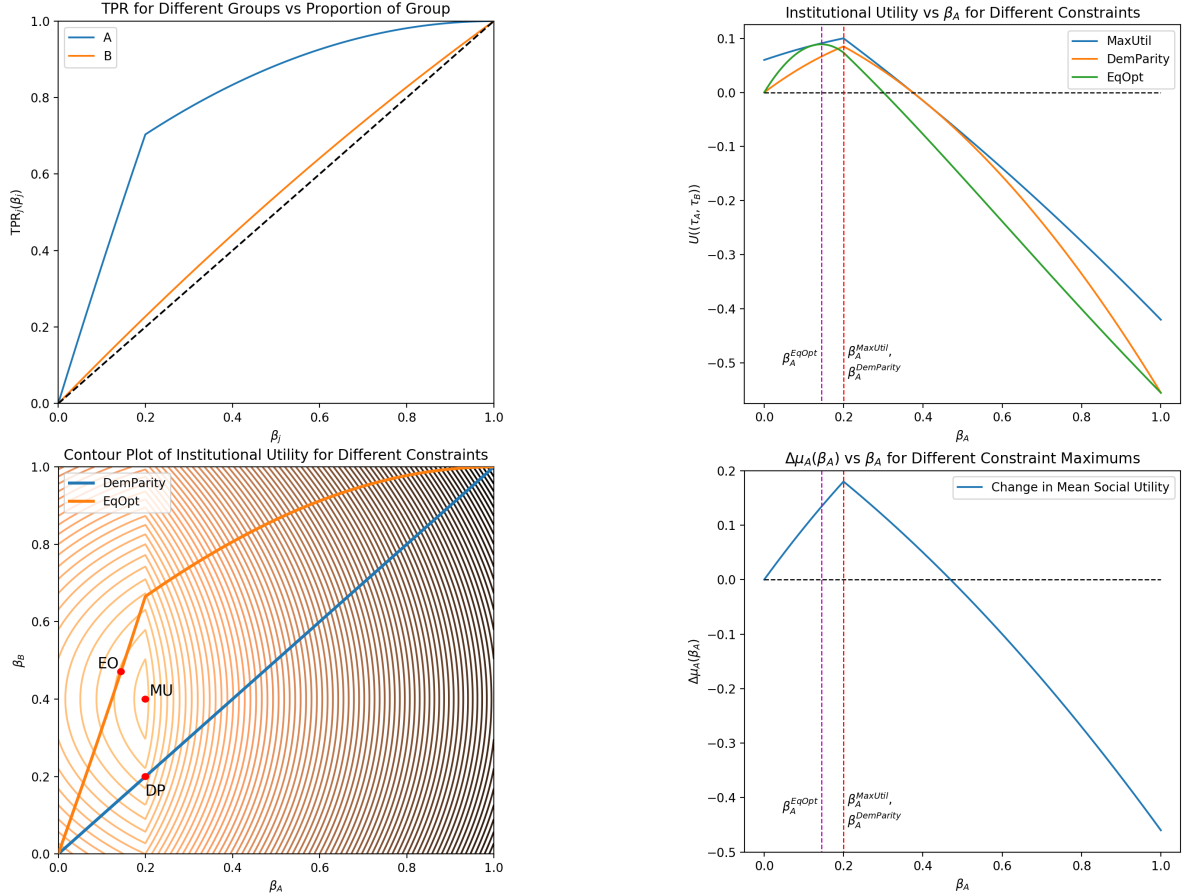 TPR for Different Groups vs Proportion of Group
1.0
0.8
0.6
0.4
0.2
0.0
TPRⱼ(βⱼ)
A
B
0.0 0.2 0.4 0.6 0.8 1.0
βⱼ
Institutional Utility vs β_A for Different Constraints
0.1
0.0
−0.1
−0.2
−0.3
−0.4
−0.5
U((τ_A, τ_B))
MaxUtil
DemParity
EqOpt
β_A^EqOpt
β_A^MaxUtil,
β_A^DemParity
0.0 0.2 0.4 0.6 0.8 1.0
β_A
Contour Plot of Institutional Utility for Different Constraints
1.0
0.8
0.6
0.4
0.2
0.0
β_B
DemParity
EqOpt
EO
MU
DP
0.0 0.2 0.4 0.6 0.8 1.0
β_A
Δμ_A(β_A) vs β_A for Different Constraint Maximums
0.2
0.1
0.0
−0.1
−0.2
−0.3
−0.4
−0.5
Δμ_A(β_A)
Change in Mean Social Utility
β_A^EqOpt
β_A^MaxUtil,
β_A^DemParity
0.0 0.2 0.4 0.6 0.8 1.0
β_A